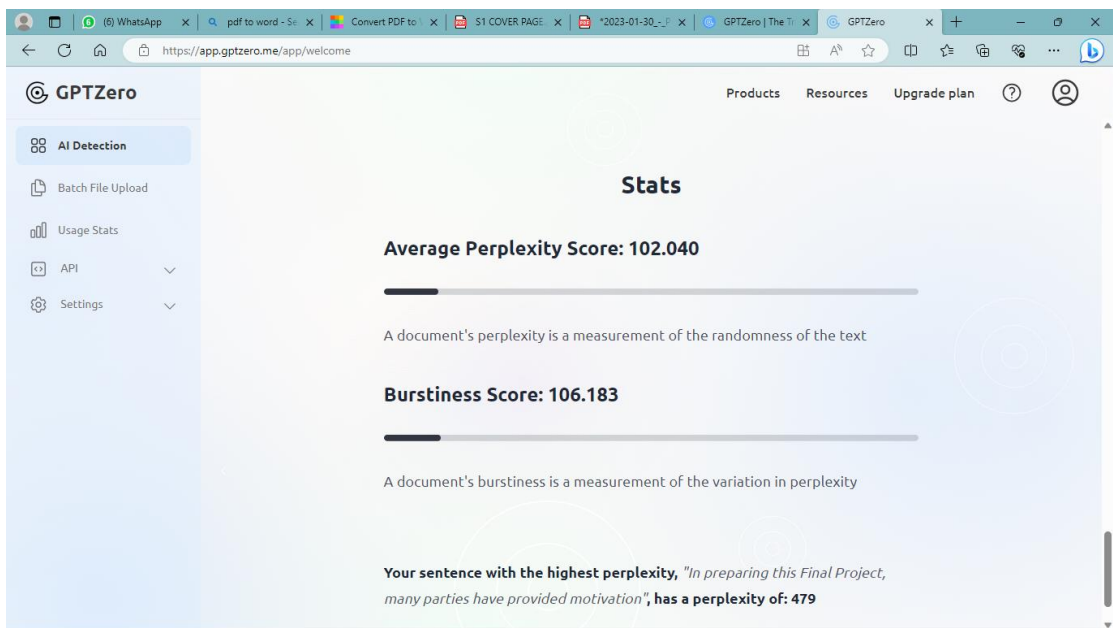 (6) WhatsApp
pdf to word - Se
Convert PDF to
S1 COVER PAGE
*2023-01-30_-_P
GPTZero | The Tr
GPTZero
https://app.gptzero.me/app/welcome
GPTZero
Products Resources Upgrade plan
AI Detection
Batch File Upload
Usage Stats
API
Settings
Stats
Average Perplexity Score: 102.040
A document's perplexity is a measurement of the randomness of the text
Burstiness Score: 106.183
A document's burstiness is a measurement of the variation in perplexity
Your sentence with the highest perplexity, "In preparing this Final Project,
many parties have provided motivation", has a perplexity of: 479